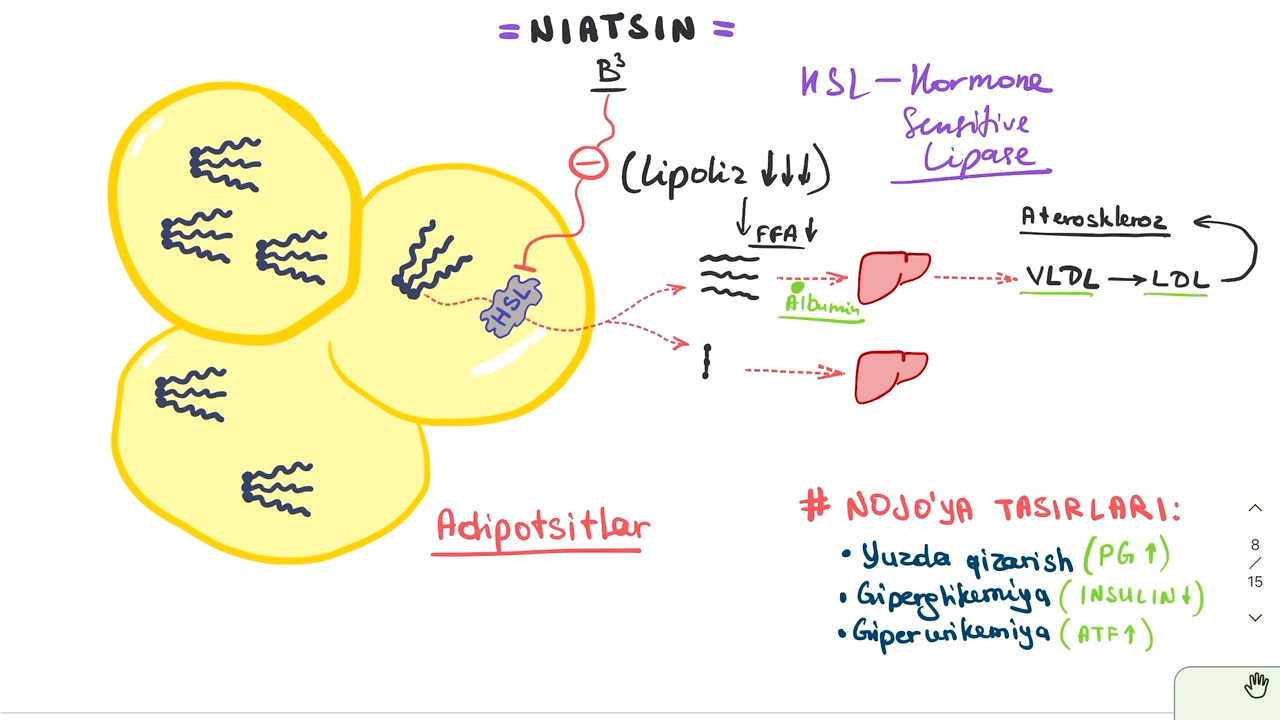 = NIATSIN =
B³
HSL – Hormone
Sensitive
Lipase
(Lipoliz ↓↓↓)
FFA ↓
Ateroskleroz
VLDL → LDL
Albumin
HSL
Adipotsitlar
# NOJO'YA TASIRLARI:
• Yuzda qizarish (PG ↑)
• Giperglikemiya (INSULIN ↓)
• Giperurikemiya (ATF ↑)
8
/
15